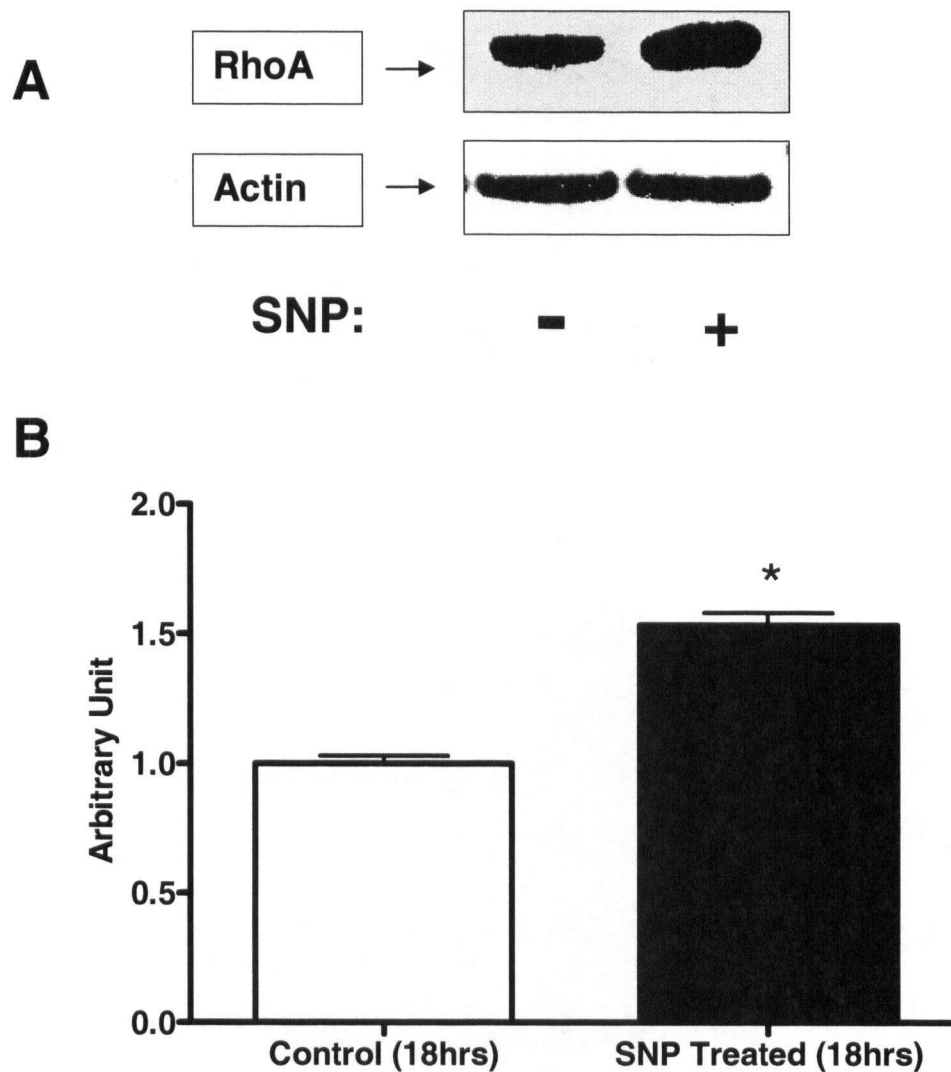 A
RhoA
Actin
SNP: - +
B
2.0
*
1.5
1.0
0.5
0.0
Arbitrary Unit
Control (18hrs) SNP Treated (18hrs)